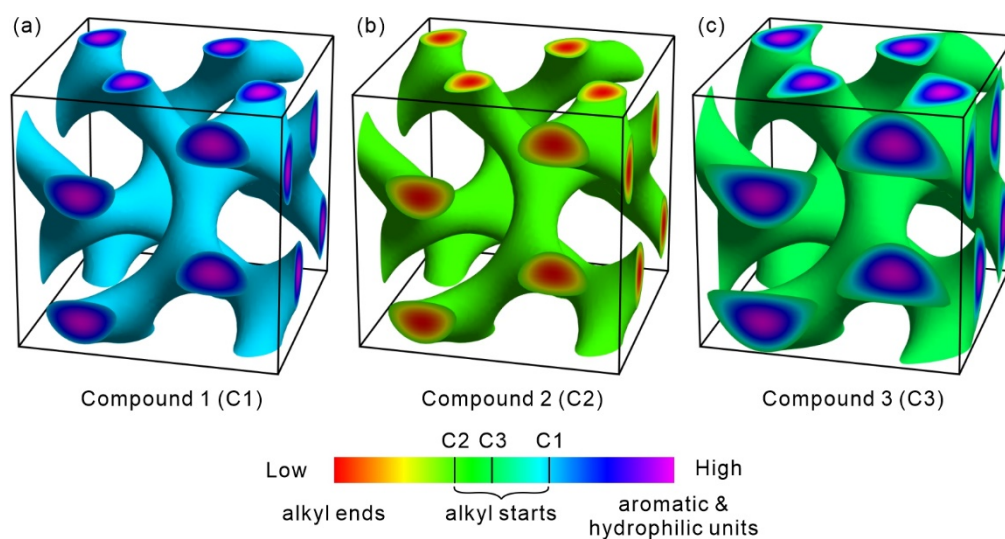 (a)
(b)
(c)
Compound 1 (C1)
Compound 2 (C2)
Compound 3 (C3)
C2 C3 C1
Low
High
alkyl ends
alkyl starts
aromatic &
hydrophilic units